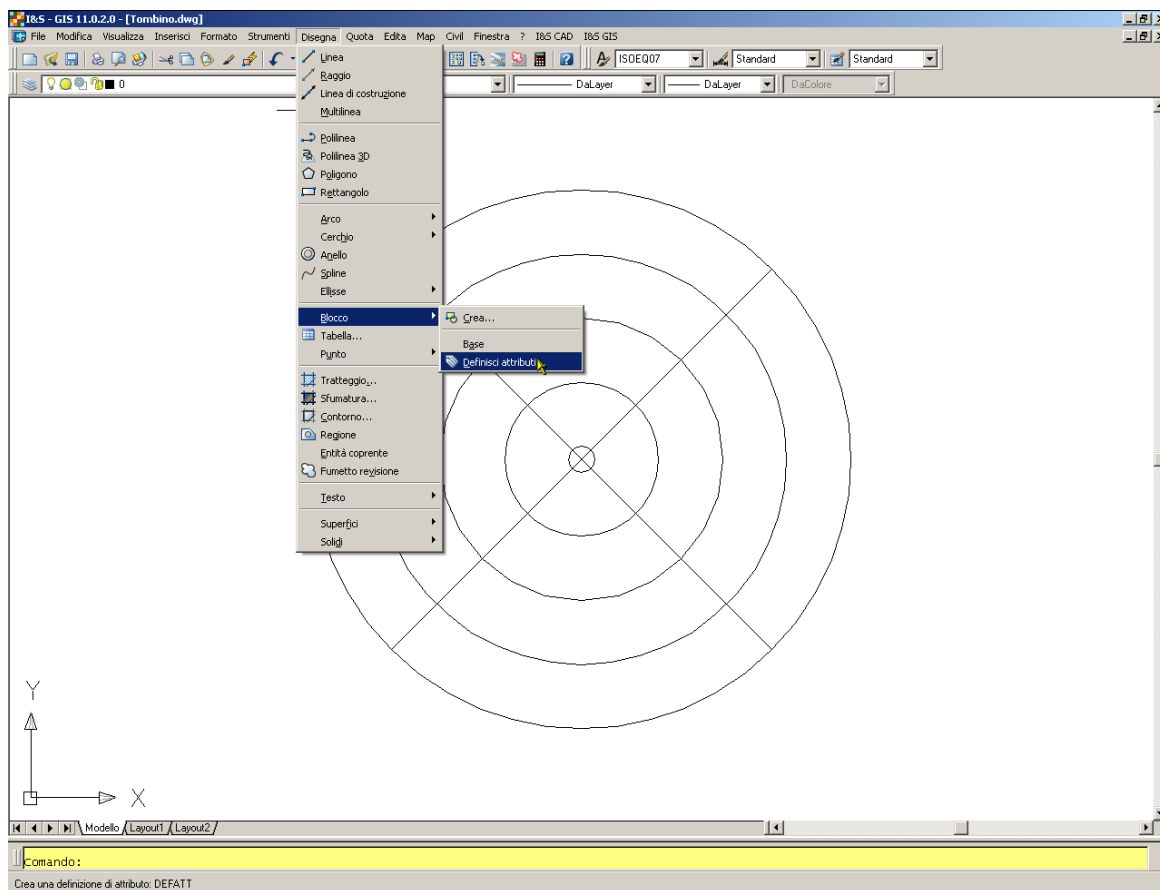 I&S - GIS 11.0.2.0 - [Tombino.dwg]
File Modifica Visualizza Inserisci Formato Strumenti Disegna Quota Edita Map Civil Finestra ? I&S CAD I&S GIS
ISOEQ07 Standard Standard
0 DaLayer DaLayer DaColore
Linea
Raggio
Linea di costruzione
Multilinea
Polilinea
Polilinea 3D
Poligono
Rettangolo
Arco
Cerchio
Anello
Spline
Ellisse
Blocco
Tabella...
Punto
Tratteggio...
Sfumatura...
Contorno...
Regione
Entità coprente
Fumetto revisione
Testo
Superfici
Solidi
Crea...
Base
Definisci attributi
Y
X
Modello Layout1 Layout2
Comando:
Crea una definizione di attributo: DEFATT